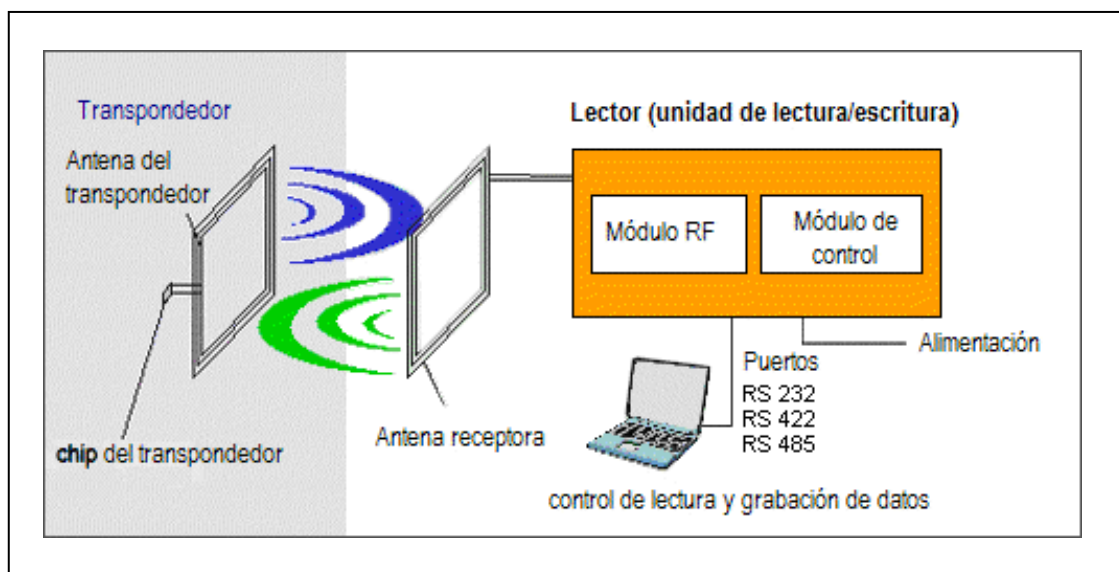 Transpondedor
Antena del
transpondedor
chip del transpondedor
Lector (unidad de lectura/escritura)
Módulo RF
Módulo de
control
Antena receptora
Alimentación
Puertos
RS 232
RS 422
RS 485
control de lectura y grabación de datos